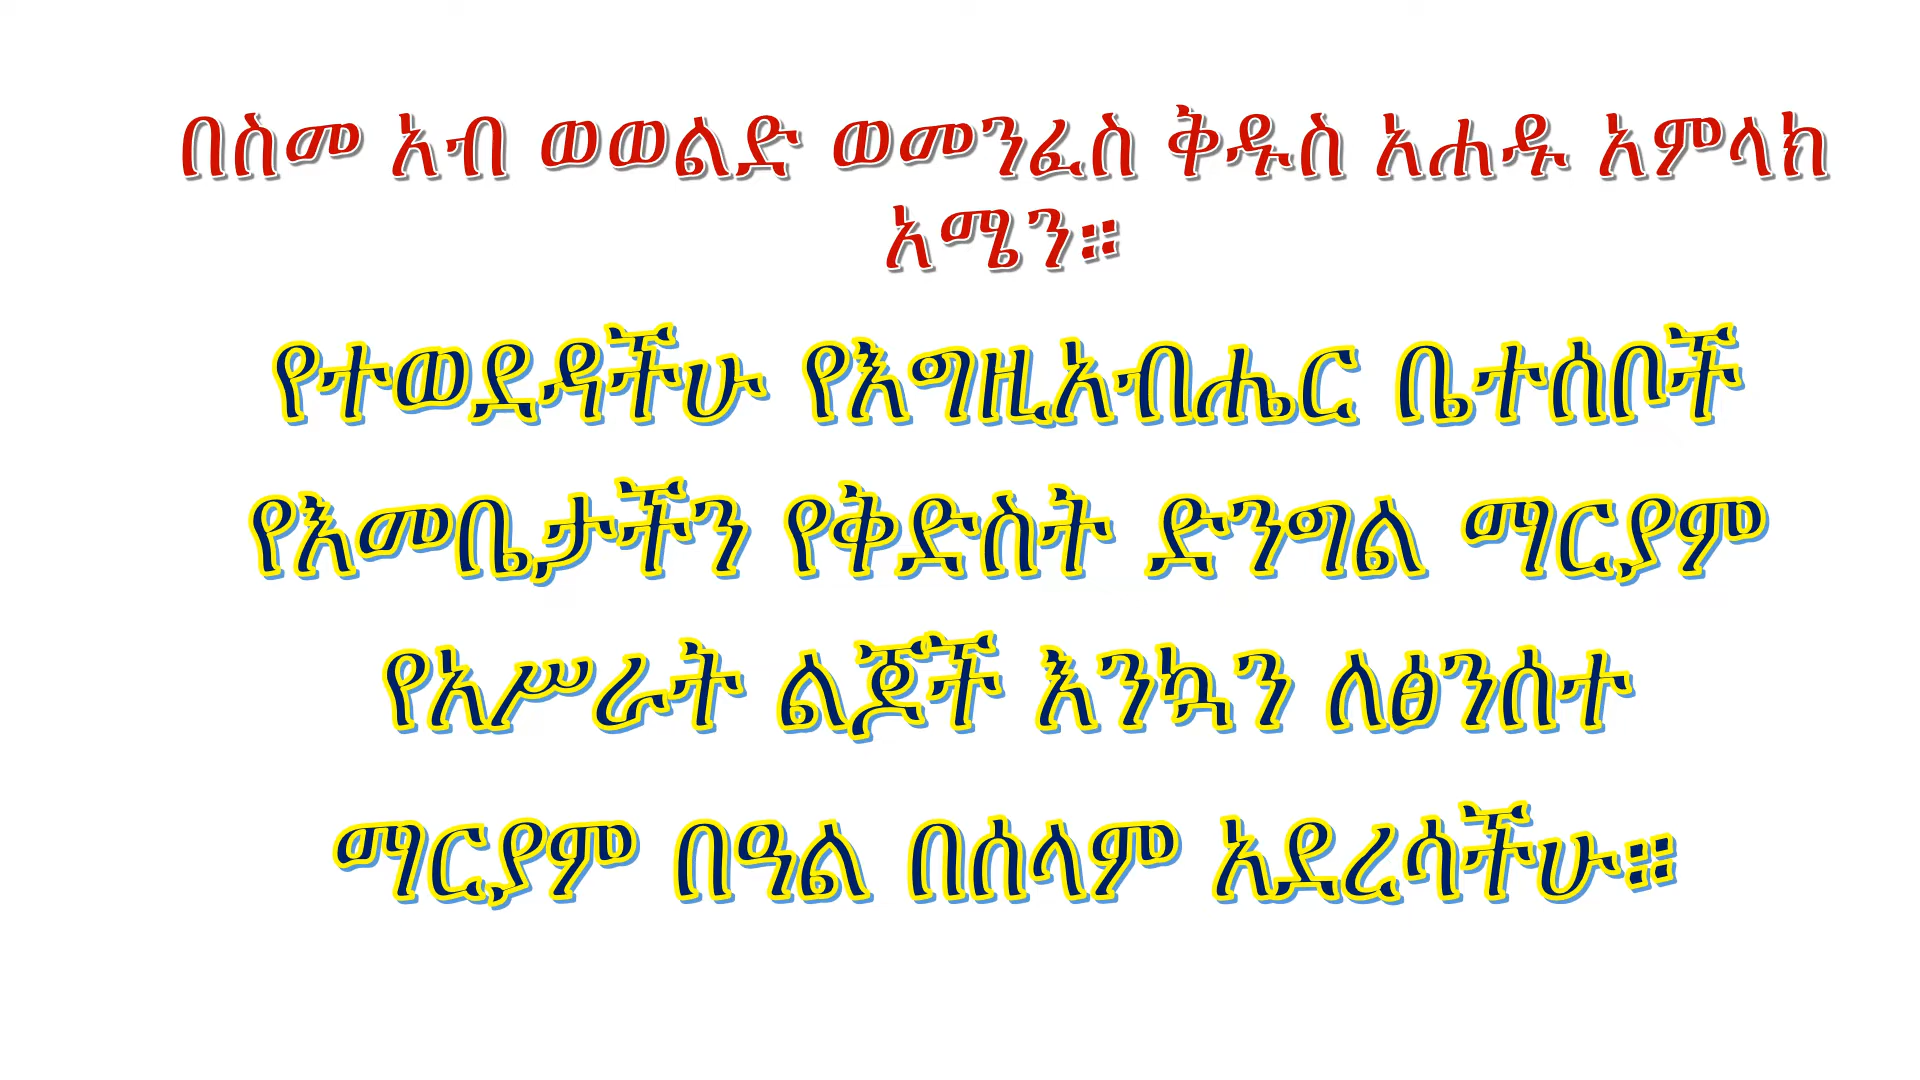 በስመ አብ ወወልድ ወመንፈስ ቅዱስ አሐዱ አምላክ
አሜን።
የተወደዳችሁ የእግዚአብሔር ቤተሰቦች
የእመቤታችን የቅድስት ድንግል ማርያም
የአሥራት ልጆች እንኳን ለፅንሰተ
ማርያም በዓል በሰላም አደረሳችሁ።